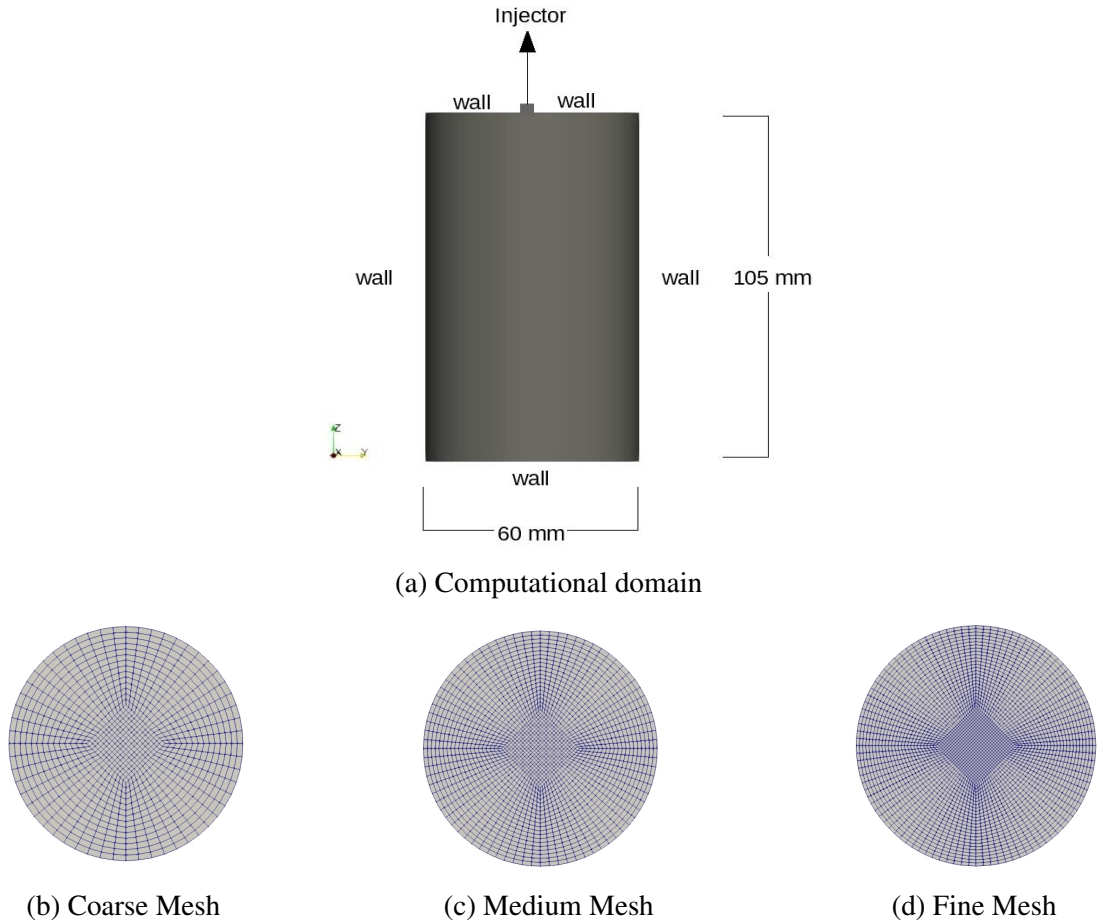 Injector
wall wall
wall wall 105 mm
Z
X Y
wall
60 mm
(a) Computational domain
(b) Coarse Mesh (c) Medium Mesh (d) Fine Mesh